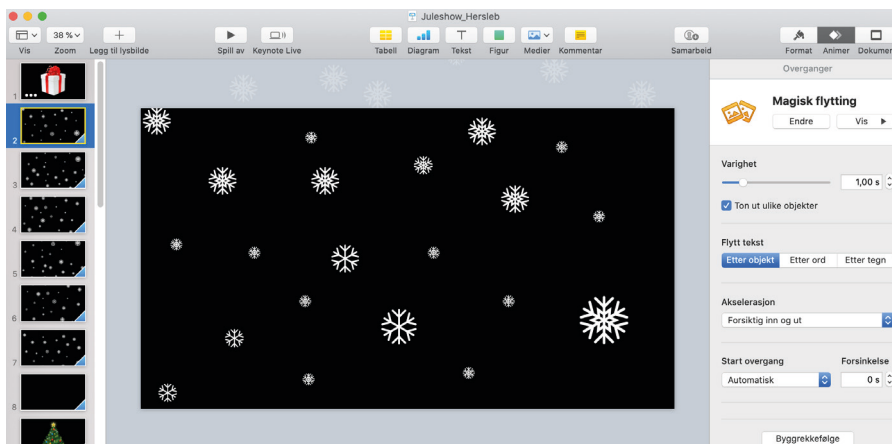 Juleshow_Hersleb
38 %
Vis Zoom Legg til lysbilde Spill av Keynote Live Tabell Diagram Tekst Figur Medier Kommentar Samarbeid Format Animer Dokumen
Overganger
1
2
3
4
5
6
7
8
Magisk flytting
Endre Vis
Varighet
1,00 s
Ton ut ulike objekter
Flytt tekst
Etter objekt Etter ord Etter tegn
Akselerasjon
Forsiktig inn og ut
Start overgang Forsinkelse
Automatisk 0 s
Byggrekkefølge